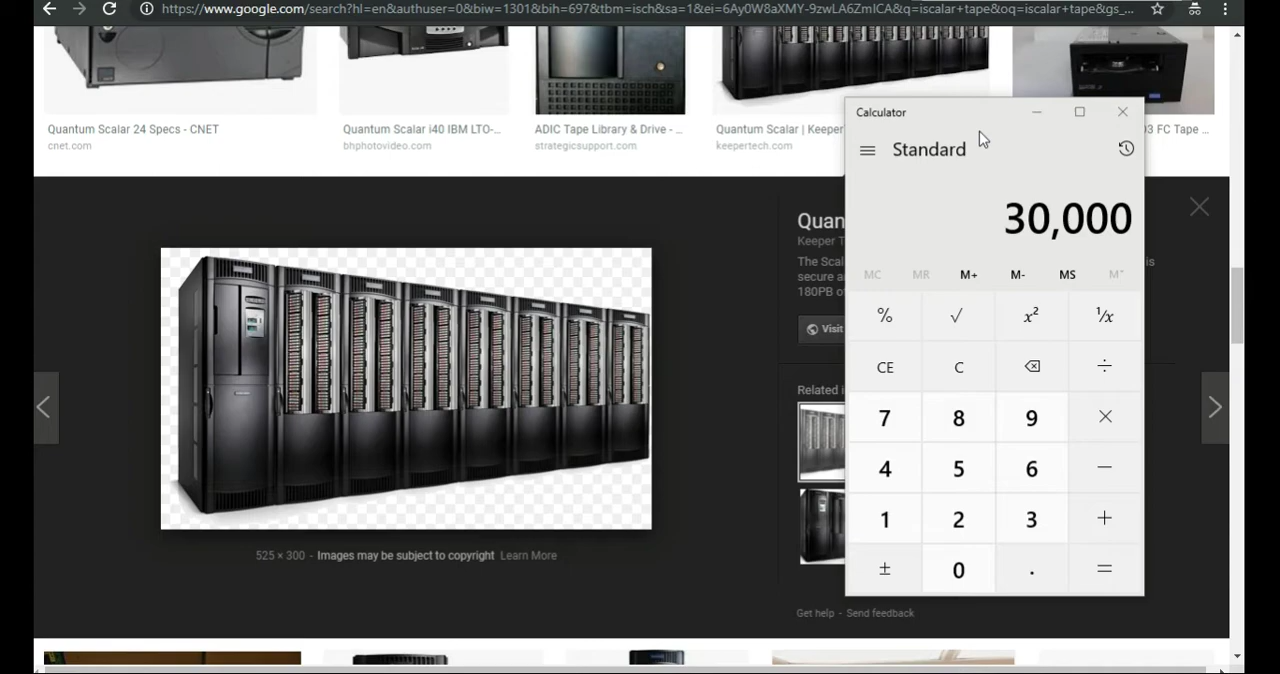 https://www.google.com/search?hl=en&authuser=0&biw=1301&bih=697&tbm=isch&sa=1&ei=6Ay0W8aXMY-9zwLA6ZmICA&q=iscalar+tape&oq=iscalar+tape&gs_...
Quantum Scalar 24 Specs - CNET
cnet.com
Quantum Scalar i40 IBM LTO-...
bhphotovideo.com
ADIC Tape Library & Drive - ...
strategicsupport.com
Quantum Scalar | Keeper
keepertech.com
03 FC Tape ...
Quan
Keeper T
The Scal
secure a
180PB o
is
Visit
Related i
525 × 300 - Images may be subject to copyright Learn More
Get help - Send feedback
Calculator
Standard
30,000
MC MR M+ M- MS M˅
% √ x² ¹/x
CE C ÷
7 8 9 ×
4 5 6 −
1 2 3 +
± 0 . =